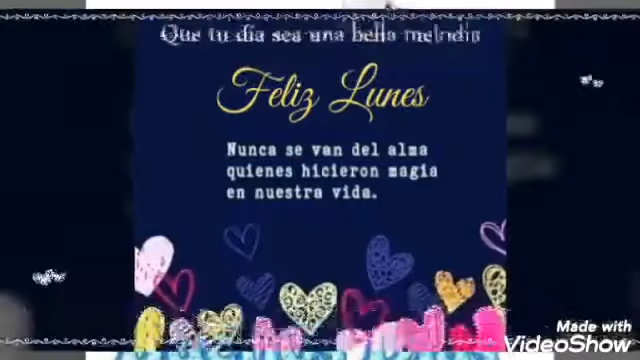 Que tu día sea una bella melodía
Feliz Lunes
Nunca se van del alma
quienes hicieron magia
en nuestra vida.
Made with
VideoShow